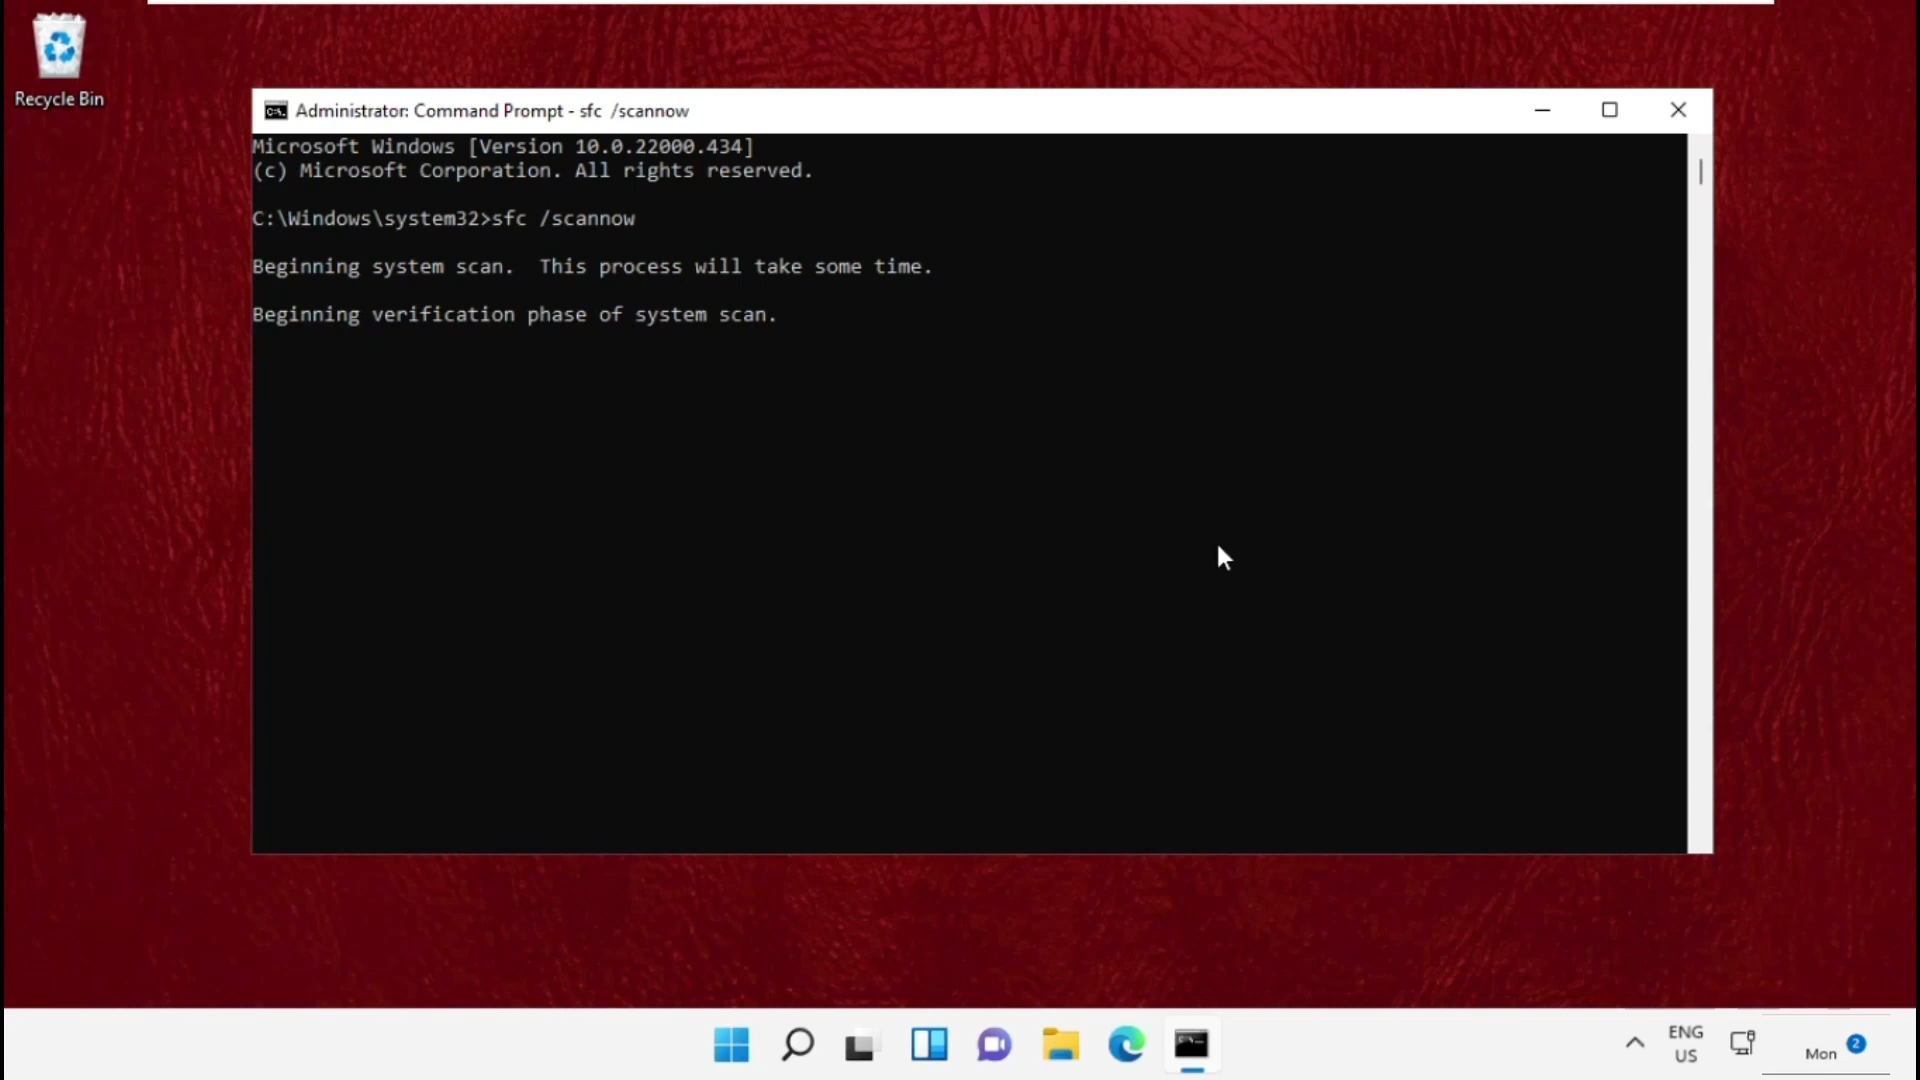 Recycle Bin
Administrator: Command Prompt - sfc /scannow
Microsoft Windows [Version 10.0.22000.434]
(c) Microsoft Corporation. All rights reserved.
C:\Windows\system32>sfc /scannow
Beginning system scan.  This process will take some time.
Beginning verification phase of system scan.
ENG
US
Mon
2